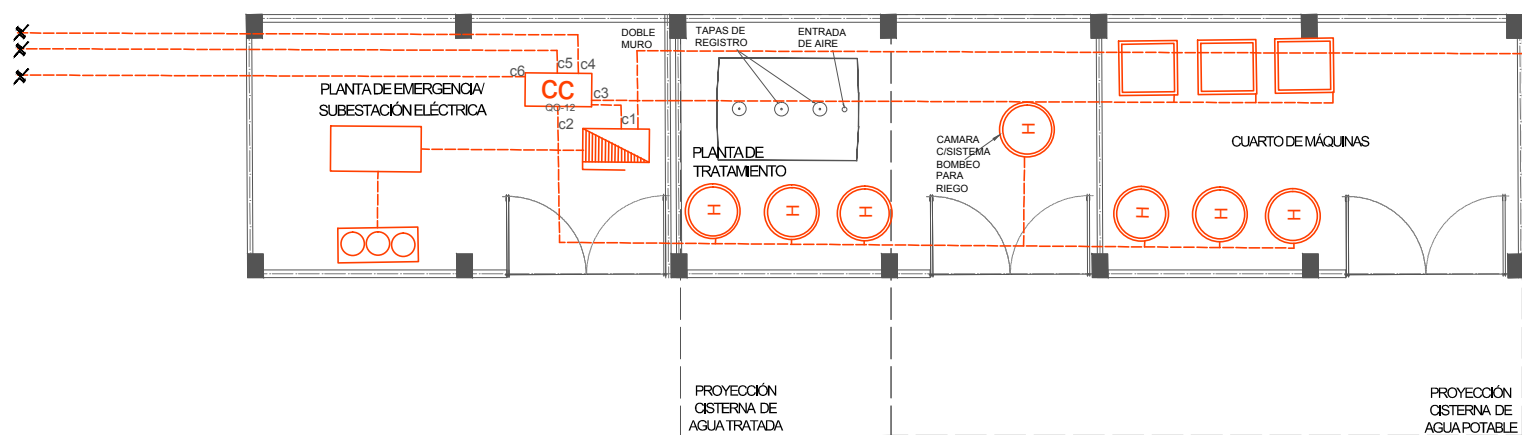 DOBLE
MURO
TAPAS DE
REGISTRO
ENTRADA
DE AIRE
c6
c5
c4
CC
QO-12
c3
c2
c1
PLANTA DE EMERGENCIA/
SUBESTACIÓN ELÉCTRICA
PLANTA DE
TRATAMIENTO
CAMARA
C/SISTEMA
BOMBEO
PARA
RIEGO
CUARTO DE MÁQUINAS
H
H
H
H
H
H
H
PROYECCIÓN
CISTERNA DE
AGUA TRATADA
PROYECCIÓN
CISTERNA DE
AGUA POTABLE